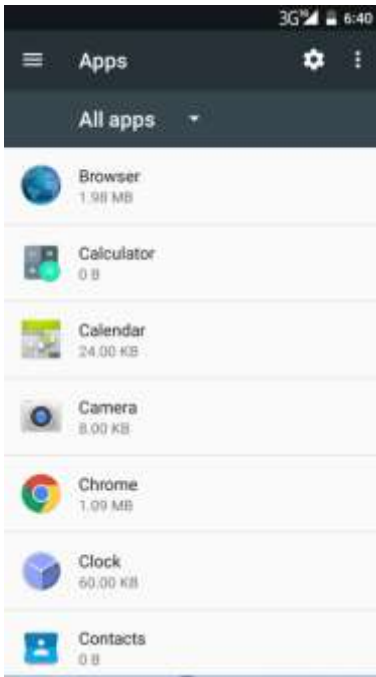 3G 6:40
Apps
All apps
Browser
1.98 MB
Calculator
0 B
Calendar
24.00 KB
Camera
8.00 KB
Chrome
1.09 MB
Clock
60.00 KB
Contacts
0 B